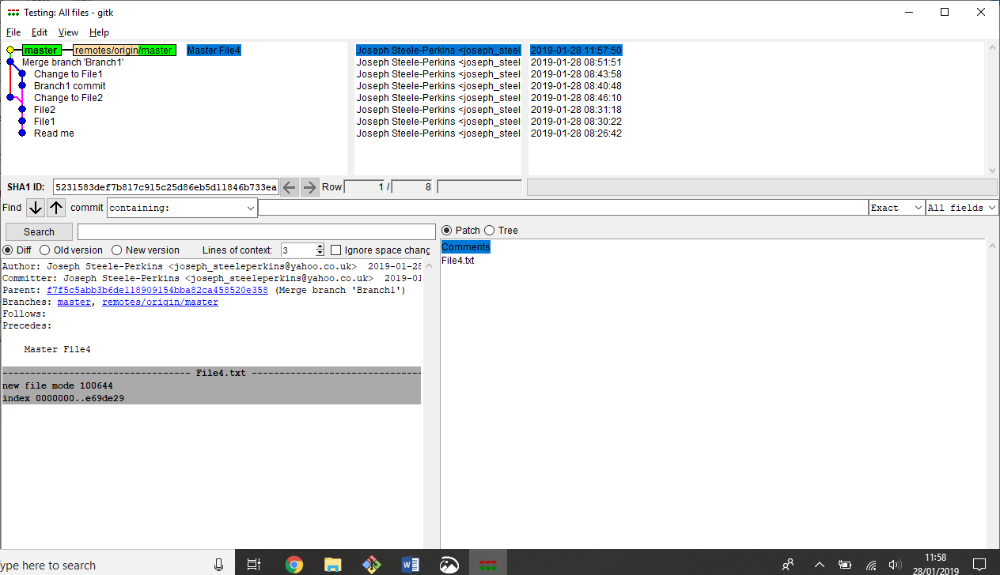 Testing: All files - gitk
File Edit View Help
master remotes/origin/master Master File4 Joseph Steele-Perkins <joseph_steel 2019-01-28 11:57:50
Merge branch 'Branch1' Joseph Steele-Perkins <joseph_steel 2019-01-28 08:51:51
Change to File1 Joseph Steele-Perkins <joseph_steel 2019-01-28 08:43:58
Branch1 commit Joseph Steele-Perkins <joseph_steel 2019-01-28 08:40:48
Change to File2 Joseph Steele-Perkins <joseph_steel 2019-01-28 08:46:10
File2 Joseph Steele-Perkins <joseph_steel 2019-01-28 08:31:18
File1 Joseph Steele-Perkins <joseph_steel 2019-01-28 08:30:22
Read me Joseph Steele-Perkins <joseph_steel 2019-01-28 08:26:42
SHA1 ID: 5231583def7b817c915c25d86eb5d11846b733ea Row 1 / 8
Find commit containing: Exact All fields
Search Patch Tree
Diff Old version New version Lines of context: 3 Ignore space chang
Comments
File4.txt
Author: Joseph Steele-Perkins <joseph_steeleperkins@yahoo.co.uk> 2019-01-28
Committer: Joseph Steele-Perkins <joseph_steeleperkins@yahoo.co.uk> 2019-01
Parent: f7f5c5abb3b6de118909154bba82ca458520e358 (Merge branch 'Branch1')
Branches: master, remotes/origin/master
Follows:
Precedes:
Master File4
---------------------------------- File4.txt -------------------------------
new file mode 100644
index 0000000..e69de29
ype here to search
11:58
28/01/2019